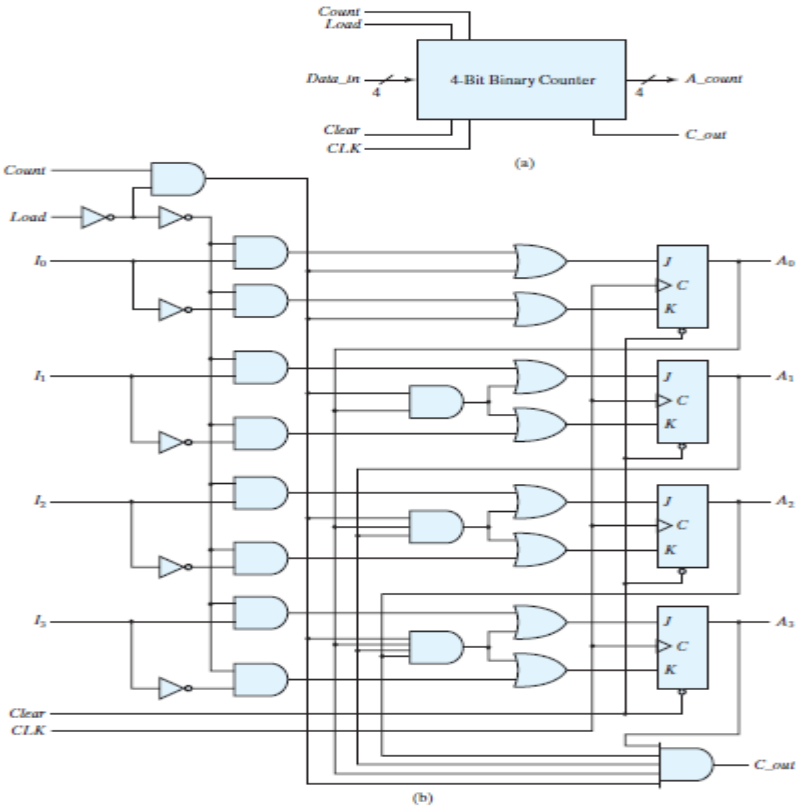 Count
Load
Data_in
4
4-Bit Binary Counter
4
A_count
Clear
CLK
C_out
(a)
Count
Load
I0
J
C
K
A0
I1
J
C
K
A1
I2
J
C
K
A2
I3
J
C
K
A3
Clear
CLK
C_out
(b)